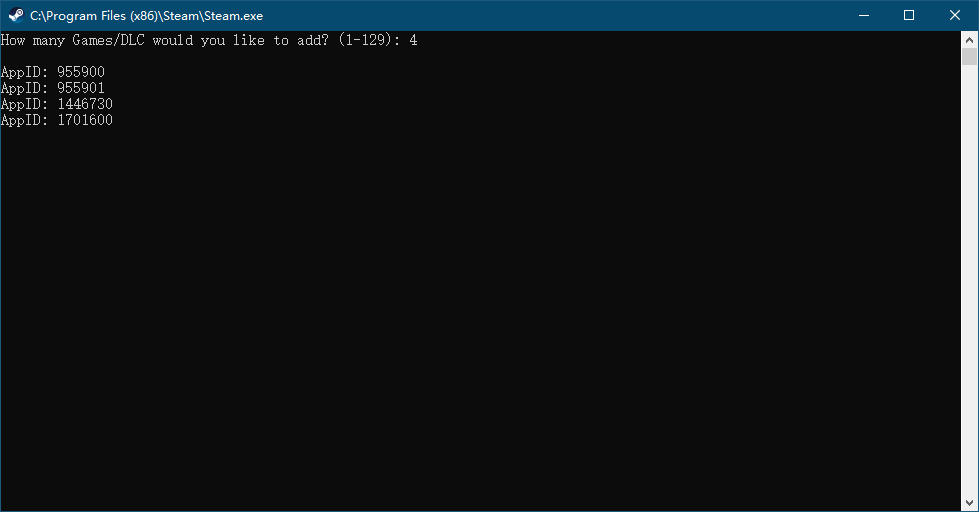 C:\Program Files (x86)\Steam\Steam.exe
How many Games/DLC would you like to add? (1-129): 4
AppID: 955900
AppID: 955901
AppID: 1446730
AppID: 1701600